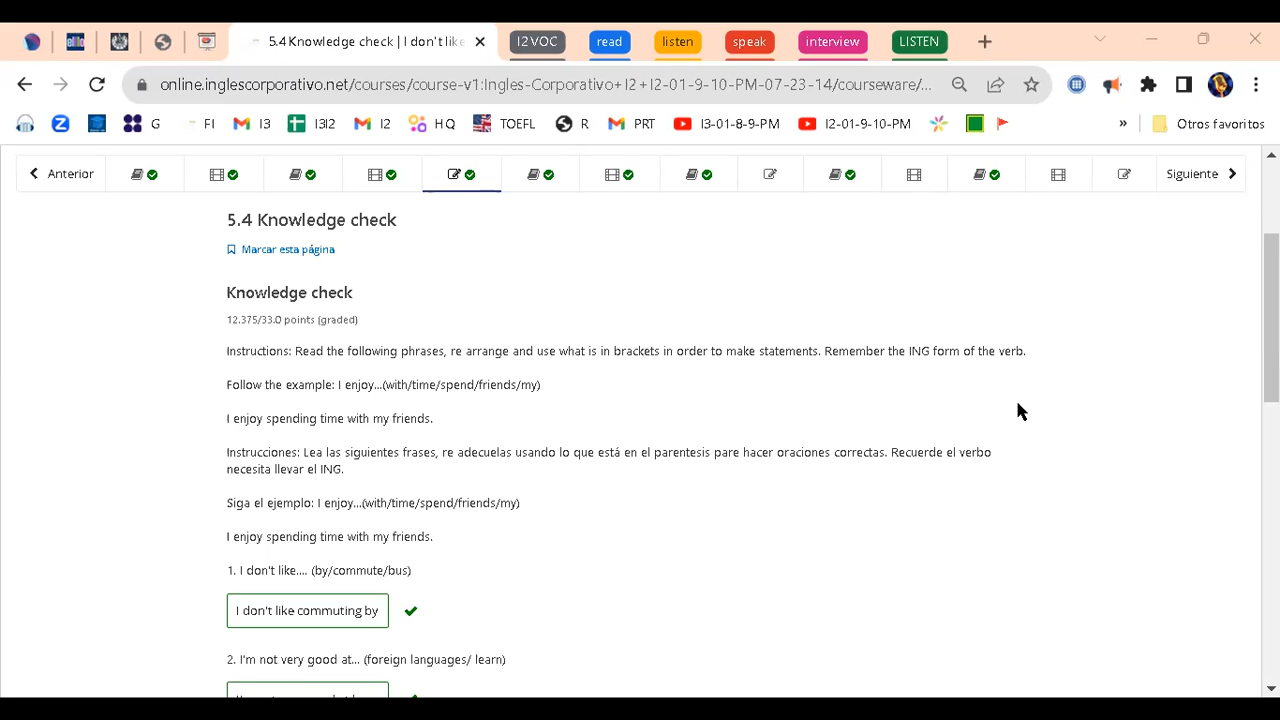 5.4 Knowledge check | I don't like
I2 VOC
read
listen
speak
interview
LISTEN
online.inglescorporativo.net/courses/course-v1:Ingles-Corporativo+I2+I2-01-9-10-PM-07-23-14/courseware/...
G
FI
I3
I3I2
I2
HQ
TOEFL
R
PRT
I3-01-8-9-PM
I2-01-9-10-PM
»
Otros favoritos
Anterior
Siguiente
5.4 Knowledge check
Marcar esta página
Knowledge check
12.375/33.0 points (graded)
Instructions: Read the following phrases, re arrange and use what is in brackets in order to make statements. Remember the ING form of the verb.
Follow the example: I enjoy...(with/time/spend/friends/my)
I enjoy spending time with my friends.
Instrucciones: Lea las siguientes frases, re adecuelas usando lo que está en el parentesis pare hacer oraciones correctas. Recuerde el verbo
necesita llevar el ING.
Siga el ejemplo: I enjoy...(with/time/spend/friends/my)
I enjoy spending time with my friends.
1. I don't like.... (by/commute/bus)
I don't like commuting by
2. I'm not very good at... (foreign languages/ learn)